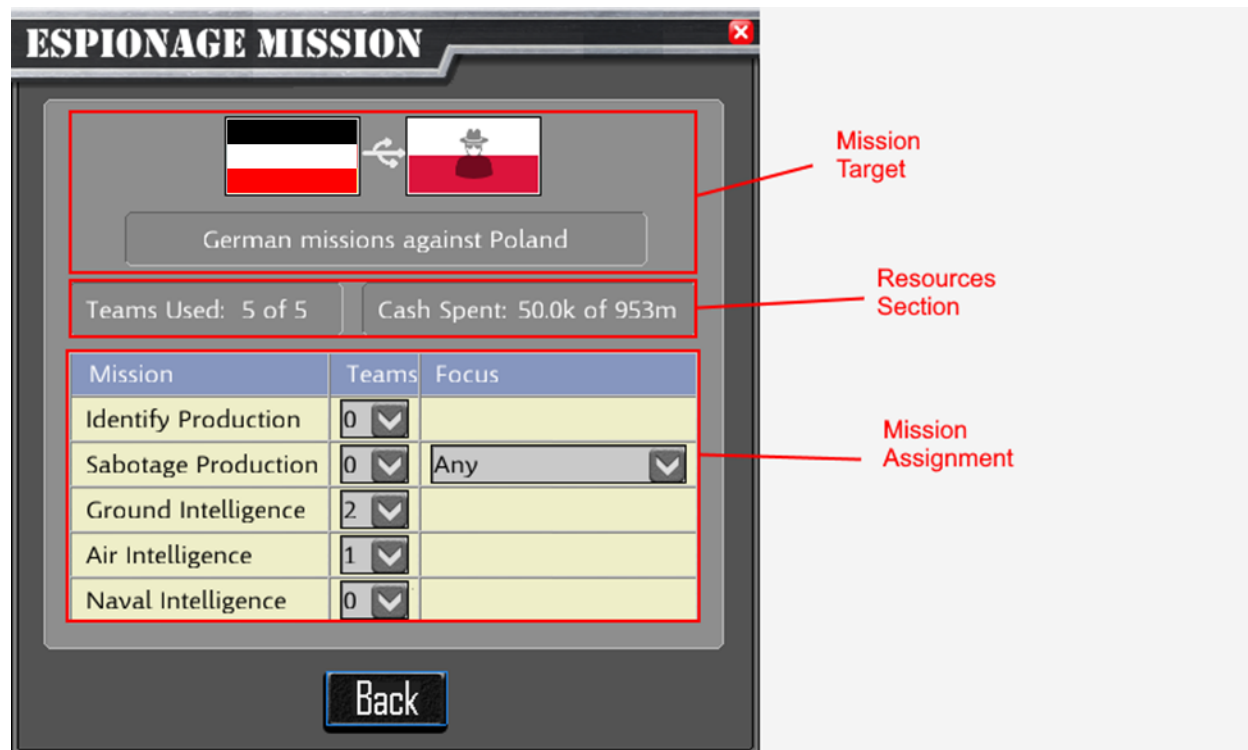 ESPIONAGE MISSION
Mission
Target
German missions against Poland
Resources
Section
Teams Used: 5 of 5
Cash Spent: 50.0k of 953m
Mission Teams Focus
Identify Production 0
Sabotage Production 0 Any
Ground Intelligence 2
Air Intelligence 1
Naval Intelligence 0
Mission
Assignment
Back